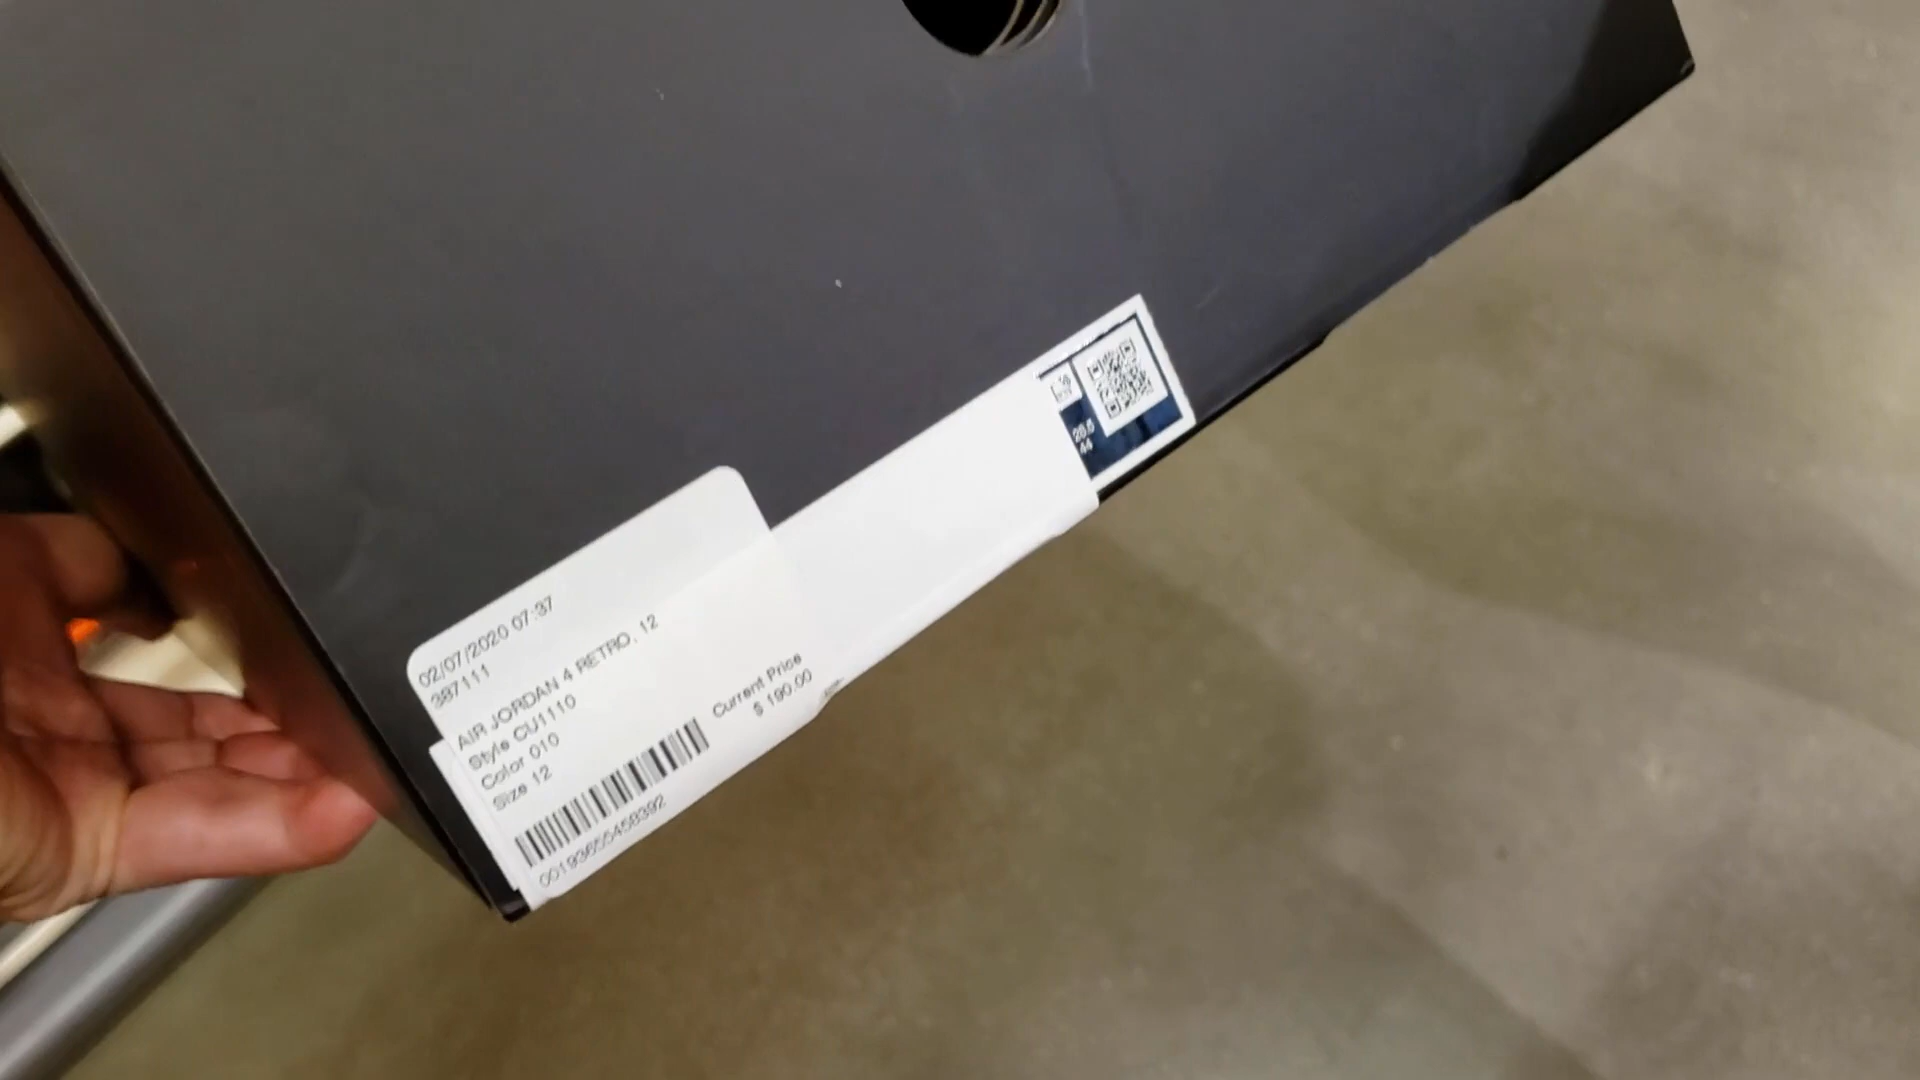 02/07/2020 07:37
387111
AIR JORDAN 4 RETRO, 12
Style CU1110
Color 010
Size 12
Current Price
$ 190.00
00193655458392
28.5
44